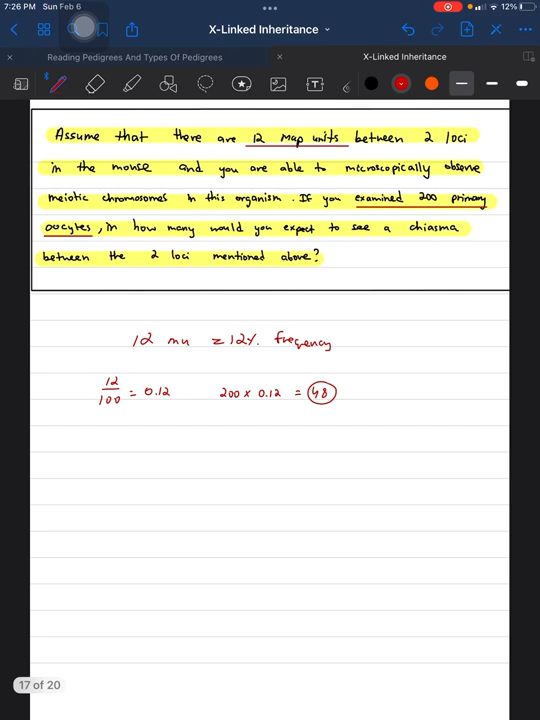 7:26 PM Sun Feb 6
12%
X-Linked Inheritance
Reading Pedigrees And Types Of Pedigrees
X-Linked Inheritance
Assume that there are 12 map units between 2 loci
in the mouse and you are able to microscopically observe
meiotic chromosomes in this organism. If you examined 200 primary
oocytes, in how many would you expect to see a chiasma
between the 2 loci mentioned above?
12 mu = 12%. frequency
12/100 = 0.12 200 x 0.12 = 48
17 of 20